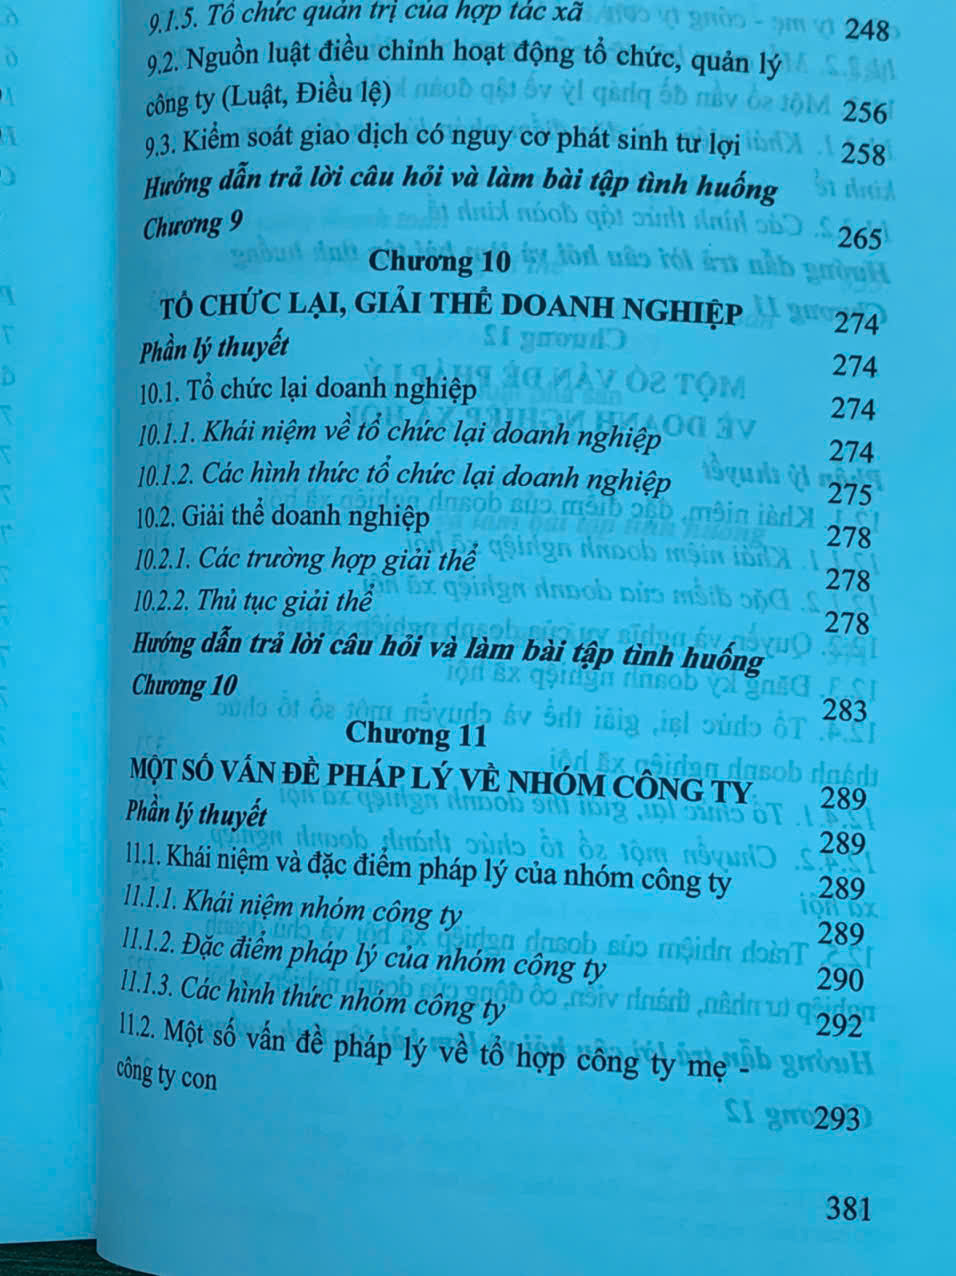 9.1.5. Tổ chức quản trị của hợp tác xã 248
9.2. Nguồn luật điều chỉnh hoạt động tổ chức, quản lý
công ty (Luật, Điều lệ) 256
9.3. Kiểm soát giao dịch có nguy cơ phát sinh tư lợi 258
Hướng dẫn trả lời câu hỏi và làm bài tập tình huống
Chương 9 265
Chương 10
TỔ CHỨC LẠI, GIẢI THỂ DOANH NGHIỆP 274
Phần lý thuyết 274
10.1. Tổ chức lại doanh nghiệp 274
10.1.1. Khái niệm về tổ chức lại doanh nghiệp 274
10.1.2. Các hình thức tổ chức lại doanh nghiệp 275
10.2. Giải thể doanh nghiệp 278
10.2.1. Các trường hợp giải thể 278
10.2.2. Thủ tục giải thể 278
Hướng dẫn trả lời câu hỏi và làm bài tập tình huống
Chương 10 283
Chương 11
MỘT SỐ VẤN ĐỀ PHÁP LÝ VỀ NHÓM CÔNG TY 289
Phần lý thuyết 289
11.1. Khái niệm và đặc điểm pháp lý của nhóm công ty 289
11.1.1. Khái niệm nhóm công ty 289
11.1.2. Đặc điểm pháp lý của nhóm công ty 290
11.1.3. Các hình thức nhóm công ty 292
11.2. Một số vấn đề pháp lý về tổ hợp công ty mẹ -
công ty con 293
381